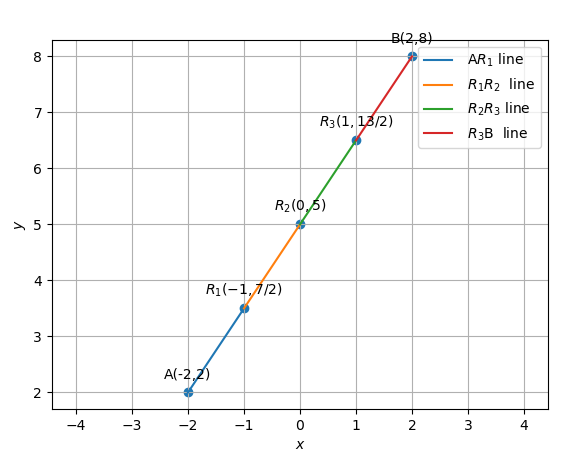 B(2,8)
AR₁ line
R₁R₂ line
R₂R₃ line
R₃B line
R₃(1, 13/2)
R₂(0, 5)
R₁(−1, 7/2)
A(-2,2)
8
7
6
5
4
3
2
y
−4 −3 −2 −1 0 1 2 3 4
x